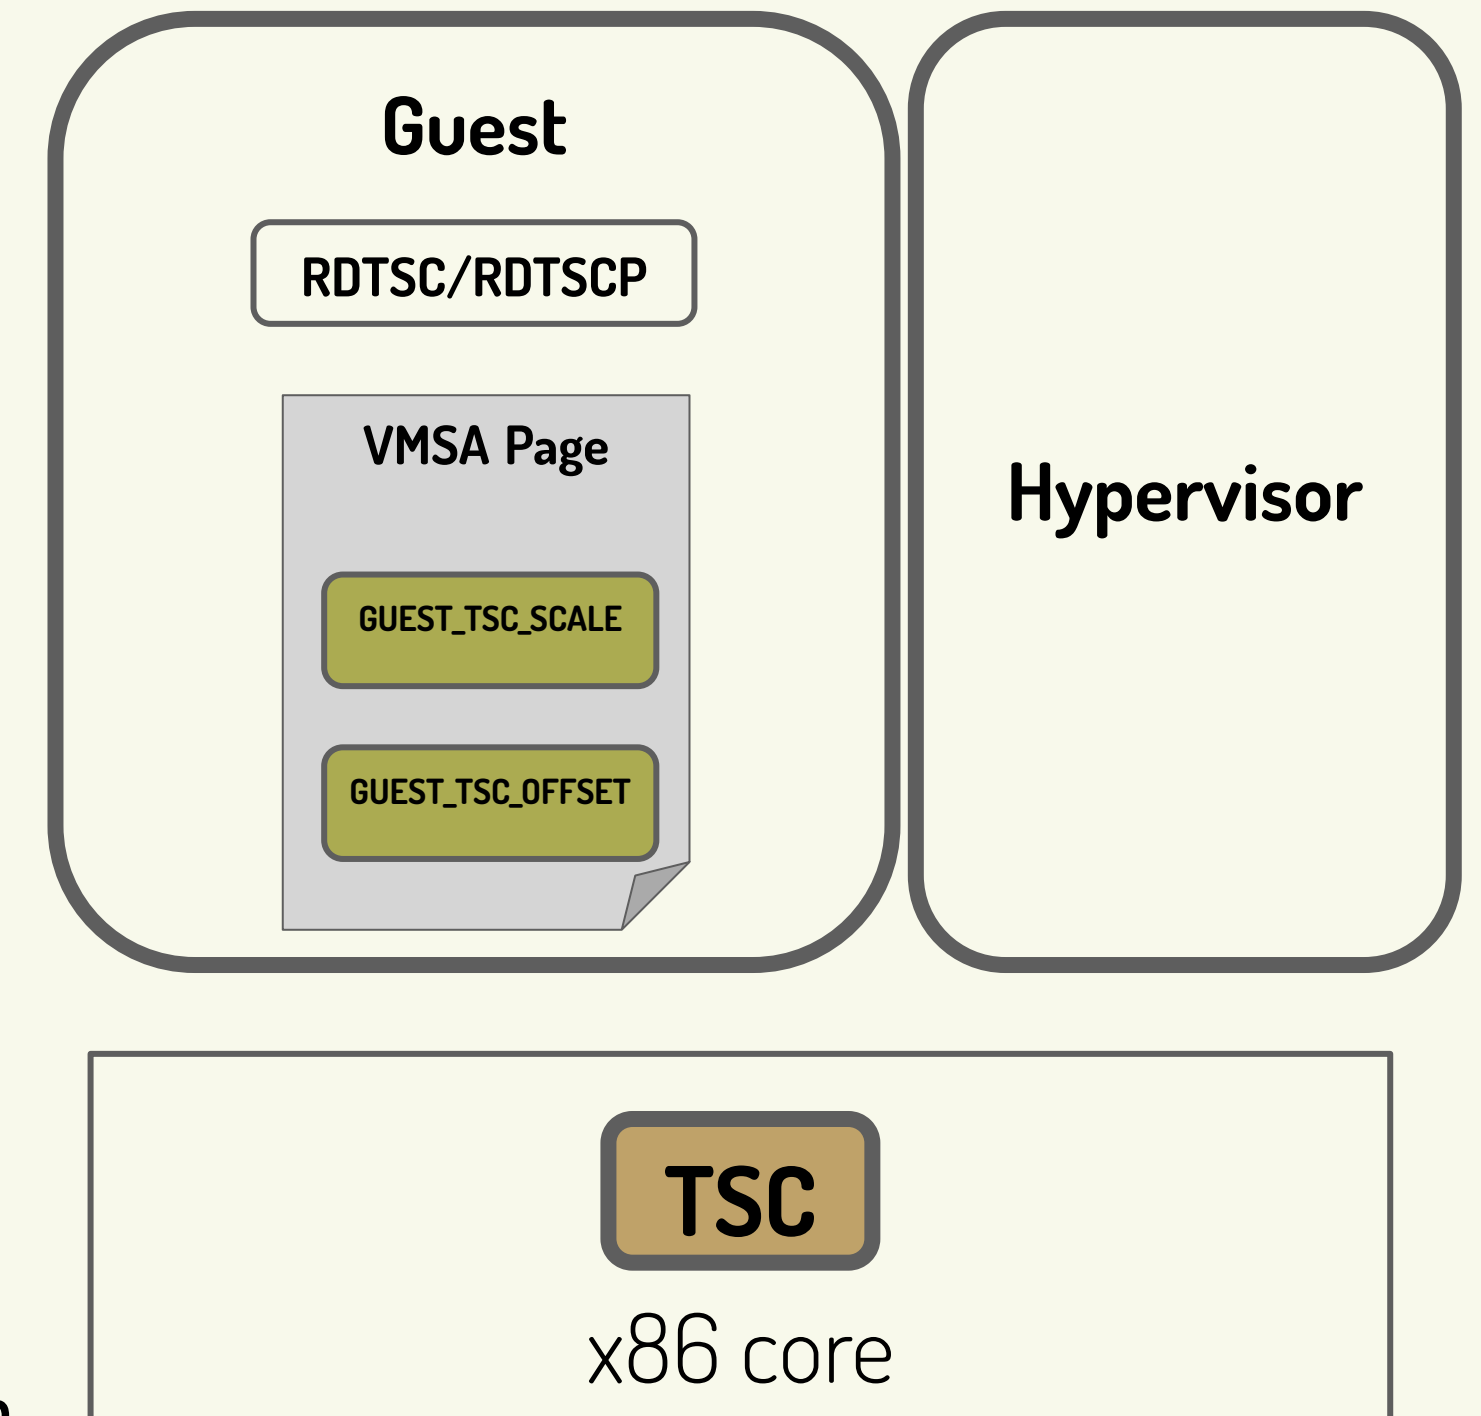 Guest
RDTSC/RDTSCP
VMSA Page
GUEST_TSC_SCALE
GUEST_TSC_OFFSET
Hypervisor
TSC
x86 core